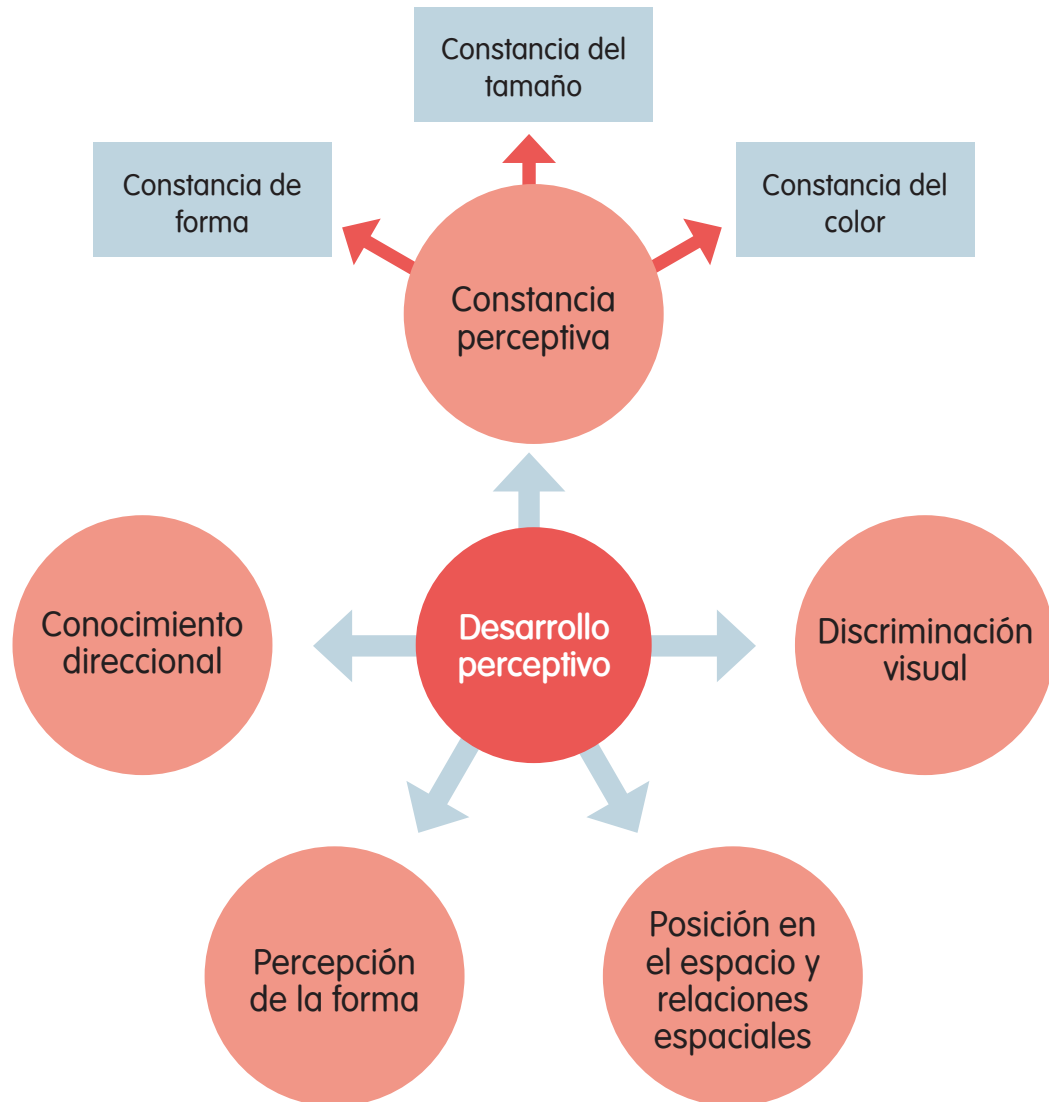 Constancia del
tamaño
Constancia de
forma
Constancia del
color
Constancia
perceptiva
Conocimiento
direccional
Desarrollo
perceptivo
Discriminación
visual
Percepción
de la forma
Posición en
el espacio y
relaciones
espaciales